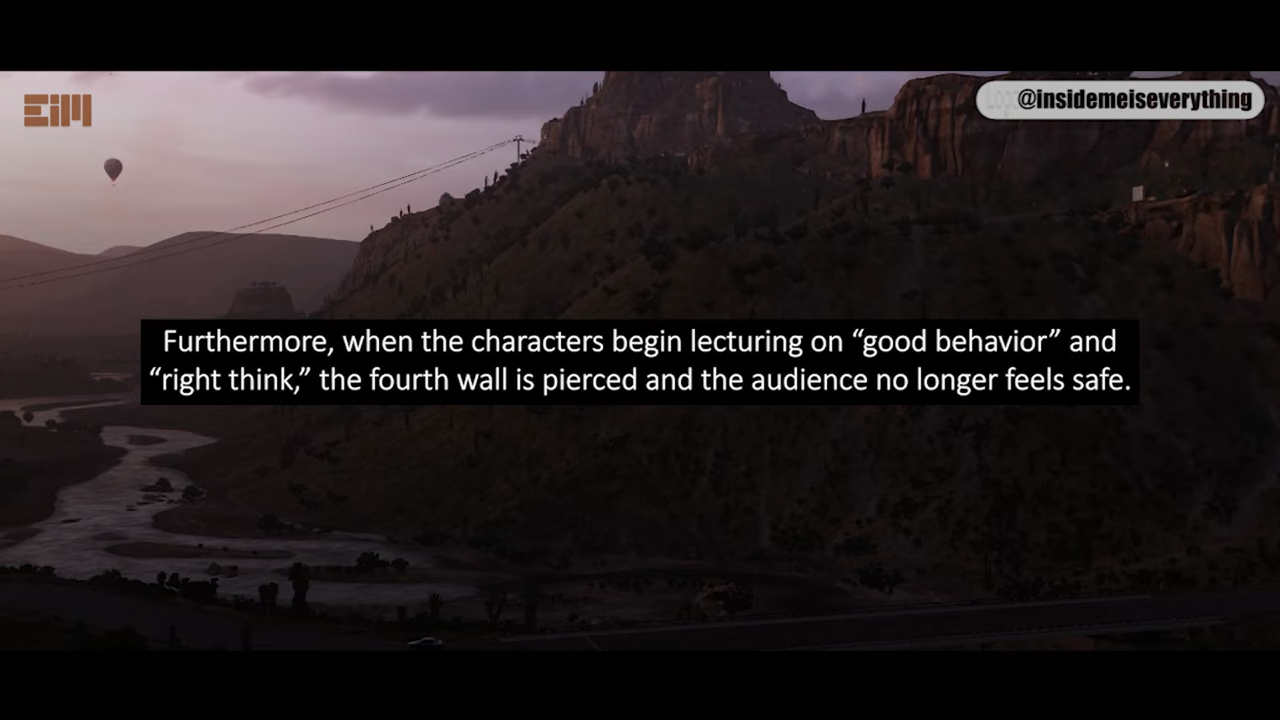 EiM
@insidemeiseverything
Furthermore, when the characters begin lecturing on “good behavior” and
“right think,” the fourth wall is pierced and the audience no longer feels safe.